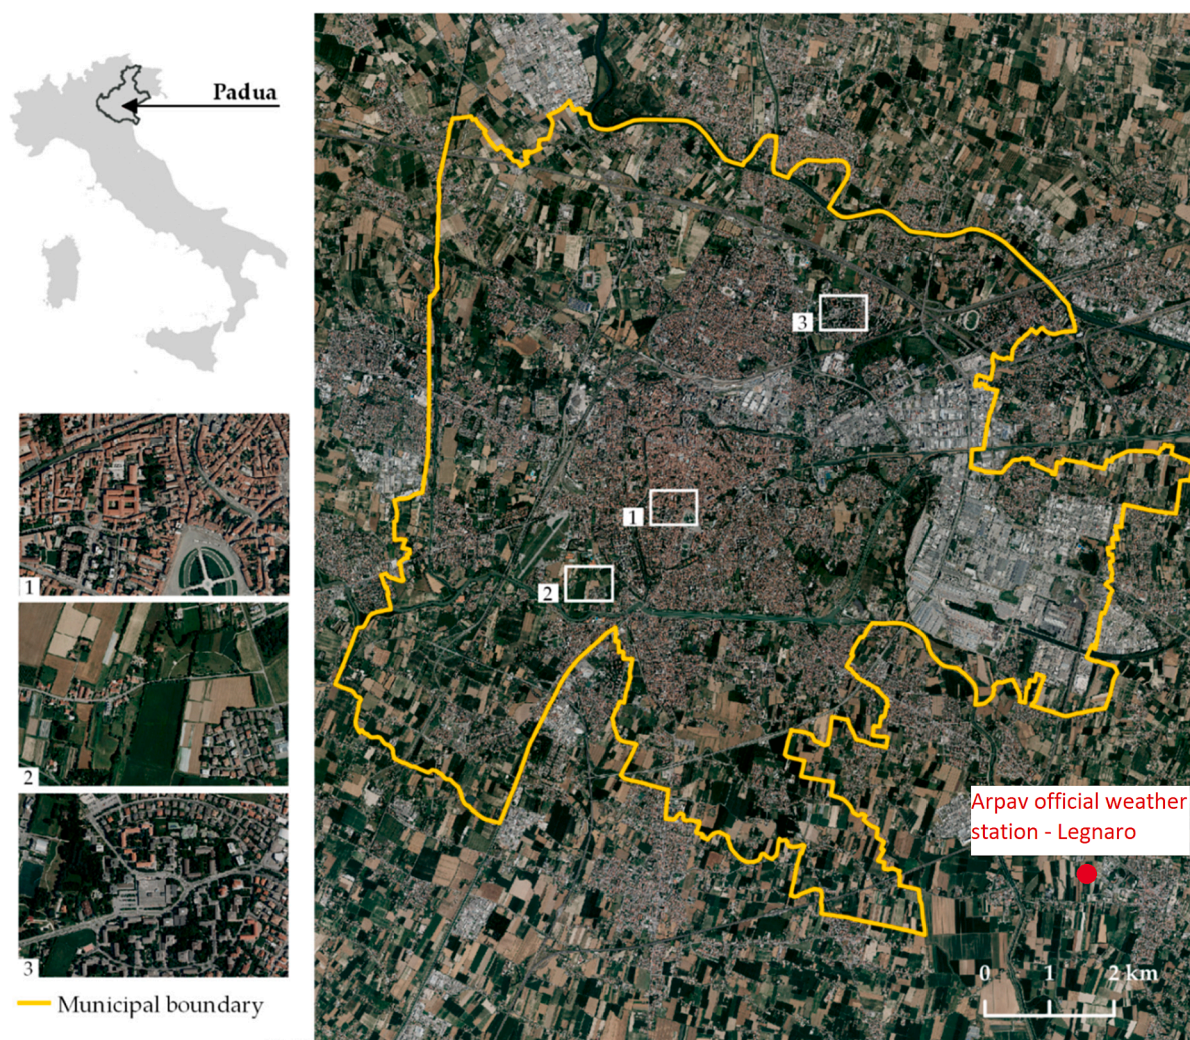 Padua
3
1
2
1
2
3
Municipal boundary
Arpav official weather
station - Legnaro
0 1 2 km